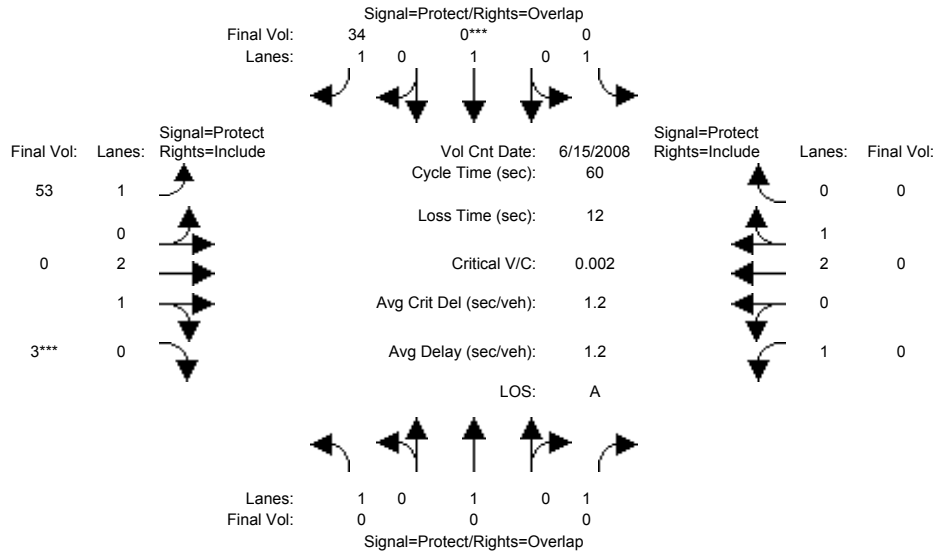 Signal=Protect/Rights=Overlap
Final Vol: 34 0*** 0
Lanes: 1 0 1 0 1
Signal=Protect Signal=Protect
Final Vol: Lanes: Rights=Include Vol Cnt Date: 6/15/2008 Rights=Include Lanes: Final Vol:
Cycle Time (sec): 60
53 1 0 0
Loss Time (sec): 12
0 1
0 2 Critical V/C: 0.002 2 0
1 Avg Crit Del (sec/veh): 1.2 0
3*** 0 Avg Delay (sec/veh): 1.2 1 0
LOS: A
Lanes: 1 0 1 0 1
Final Vol: 0 0 0
Signal=Protect/Rights=Overlap